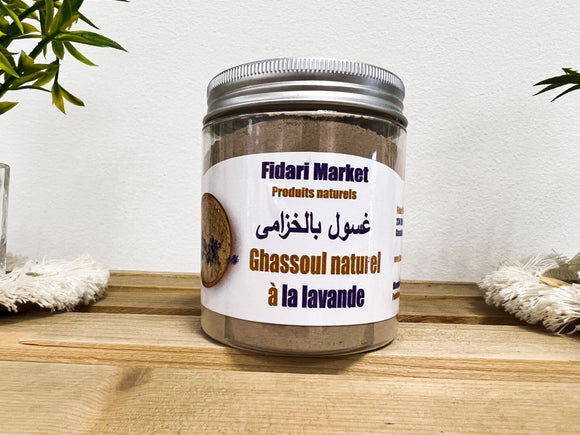 Fidari Market
Produits naturels
غسول بالخزامى
Ghassoul naturel
à la lavande